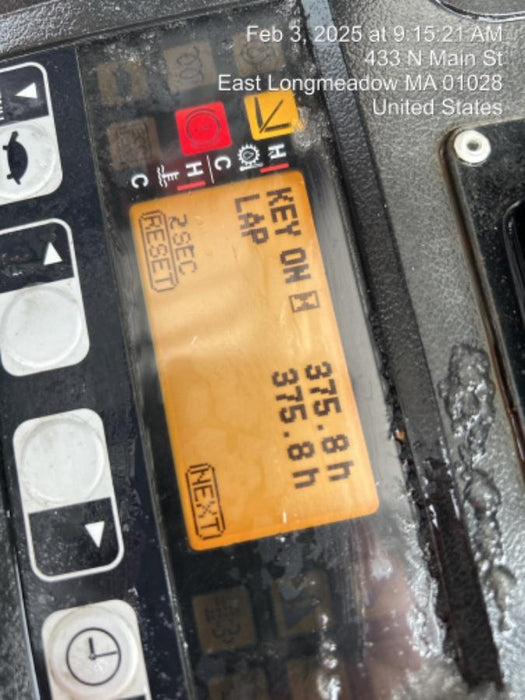 Feb 3, 2025 at 9:15:21 AM
433 N Main St
East Longmeadow MA 01028
United States
H
C
H
C
KEY ON 375.8h
LAP 375.8h
2SEC
RESET
NEXT